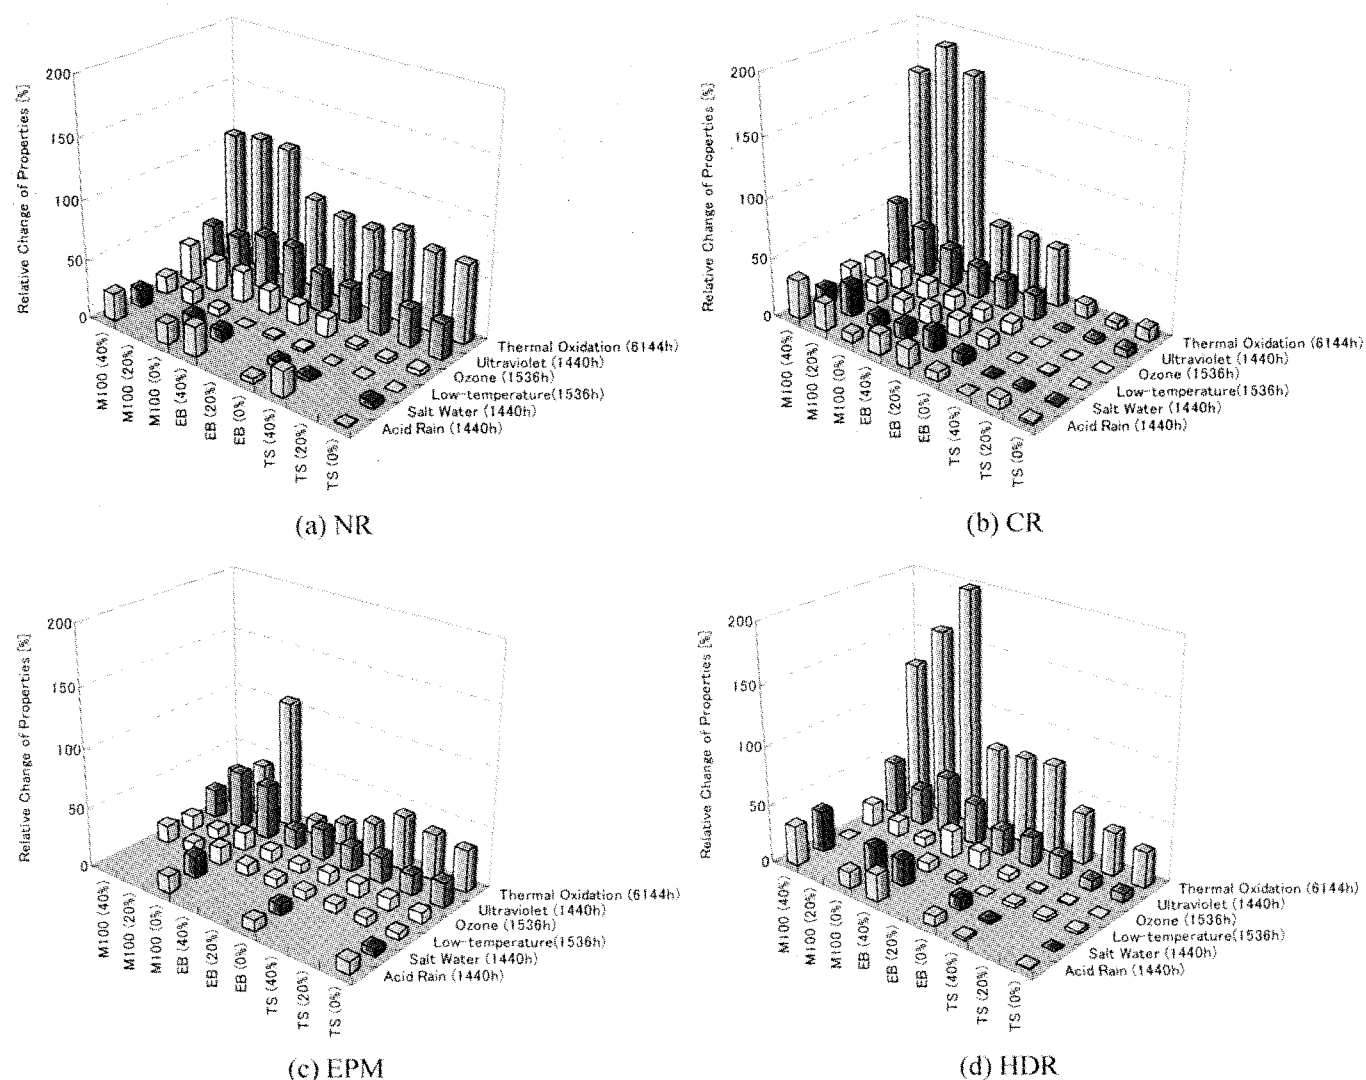 Relative Change of Properties [%]
200
150
100
50
0
M100 (40%)
M100 (20%)
M100 (0%)
EB (40%)
EB (20%)
EB (0%)
TS (40%)
TS (20%)
TS (0%)
Thermal Oxidation (6144h)
Ultraviolet (1440h)
Ozone (1536h)
Low-temperature(1536h)
Salt Water (1440h)
Acid Rain (1440h)
(a) NR
Relative Change of Properties [%]
200
150
100
50
0
M100 (40%)
M100 (20%)
M100 (0%)
EB (40%)
EB (20%)
EB (0%)
TS (40%)
TS (20%)
TS (0%)
Thermal Oxidation (6144h)
Ultraviolet (1440h)
Ozone (1536h)
Low-temperature(1536h)
Salt Water (1440h)
Acid Rain (1440h)
(b) CR
Relative Change of Properties [%]
200
150
100
50
0
M100 (40%)
M100 (20%)
M100 (0%)
EB (40%)
EB (20%)
EB (0%)
TS (40%)
TS (20%)
TS (0%)
Thermal Oxidation (6144h)
Ultraviolet (1440h)
Ozone (1536h)
Low-temperature(1536h)
Salt Water (1440h)
Acid Rain (1440h)
(c) EPM
Relative Change of Properties [%]
200
150
100
50
0
M100 (40%)
M100 (20%)
M100 (0%)
EB (40%)
EB (20%)
EB (0%)
TS (40%)
TS (20%)
TS (0%)
Thermal Oxidation (6144h)
Ultraviolet (1440h)
Ozone (1536h)
Low-temperature(1536h)
Salt Water (1440h)
Acid Rain (1440h)
(d) HDR